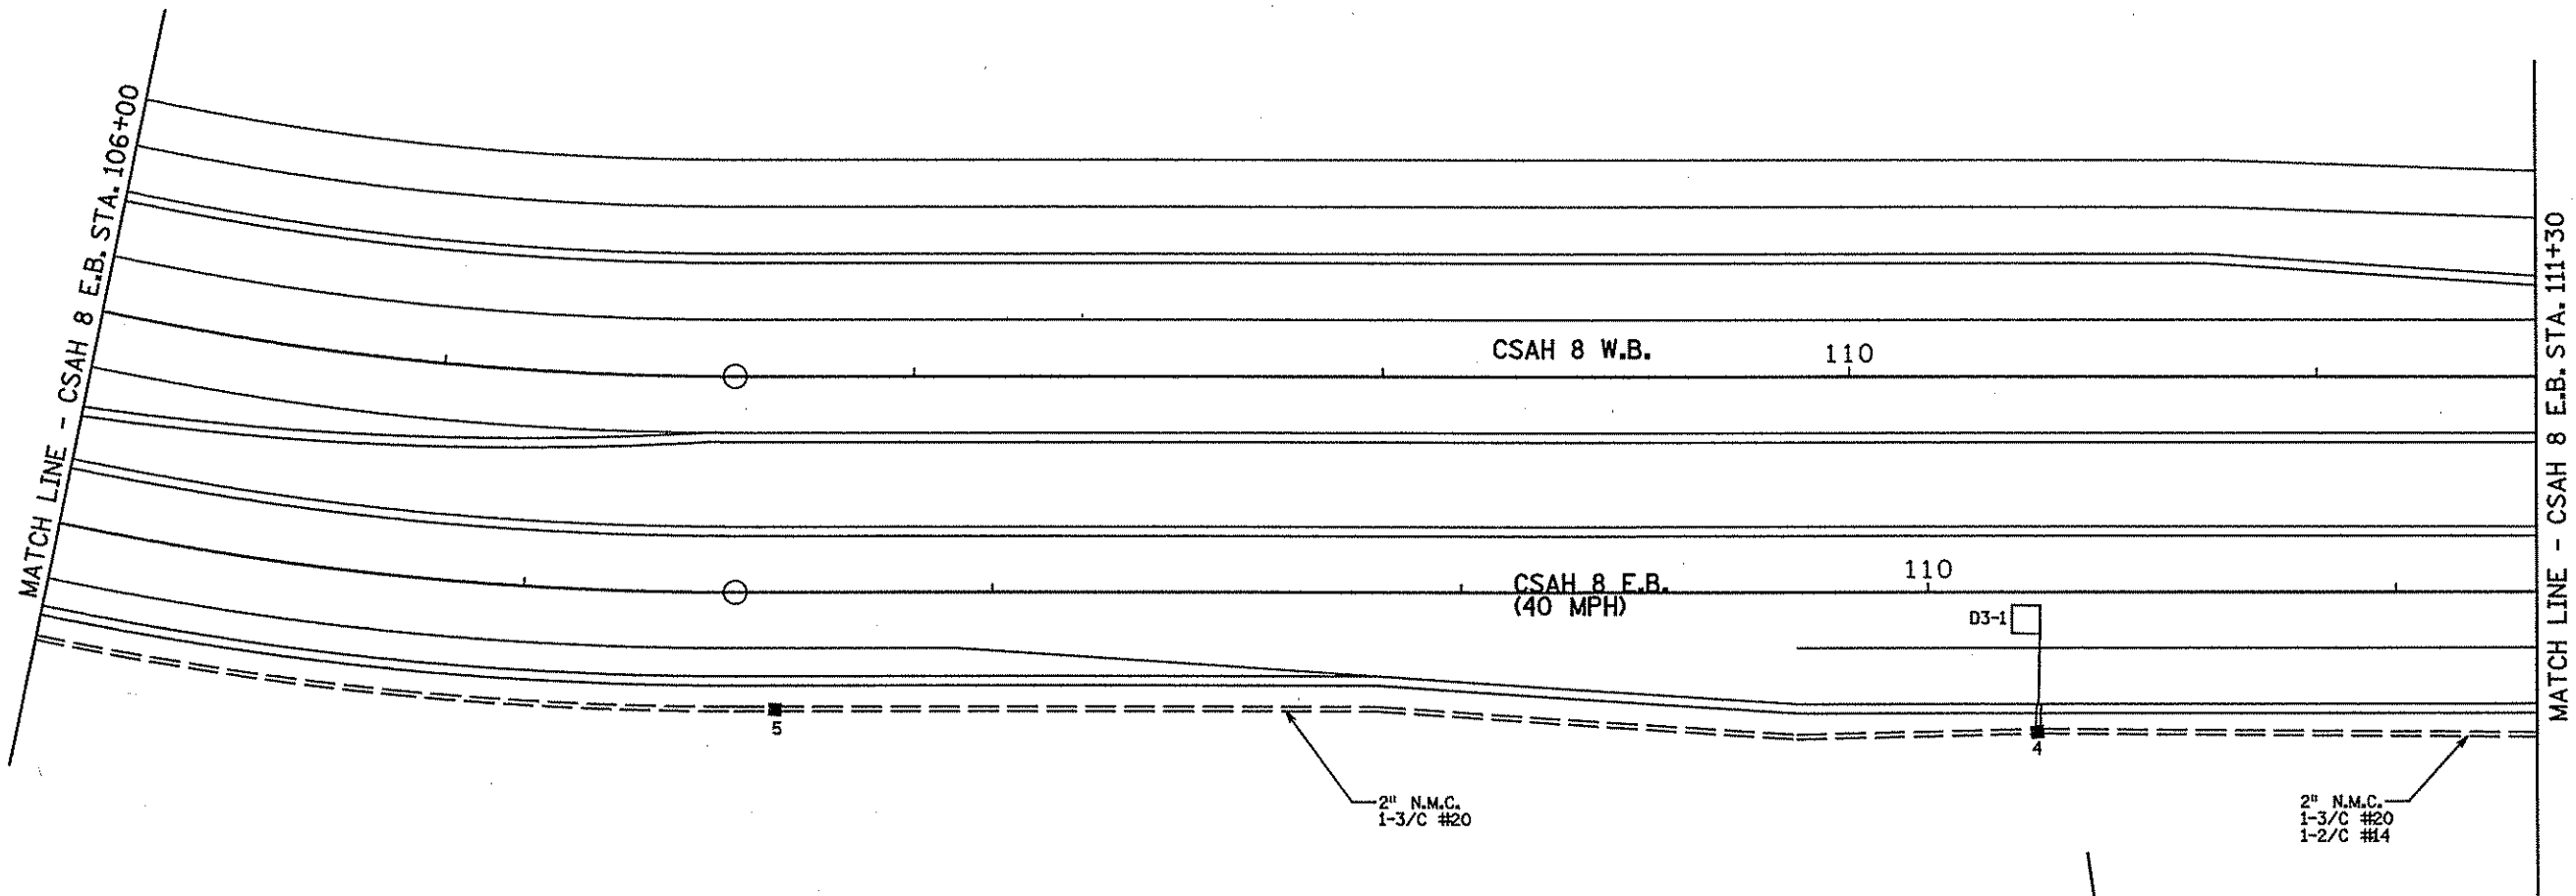 MATCH LINE - CSAH 8 E.B. STA. 106+00
CSAH 8 W.B.
110
CSAH 8 E.B.
(40 MPH)
110
D3-1
5
4
2" N.M.C.
1-3/C #20
2" N.M.C.
1-3/C #20
1-2/C #14
MATCH LINE - CSAH 8 E.B. STA. 111+30